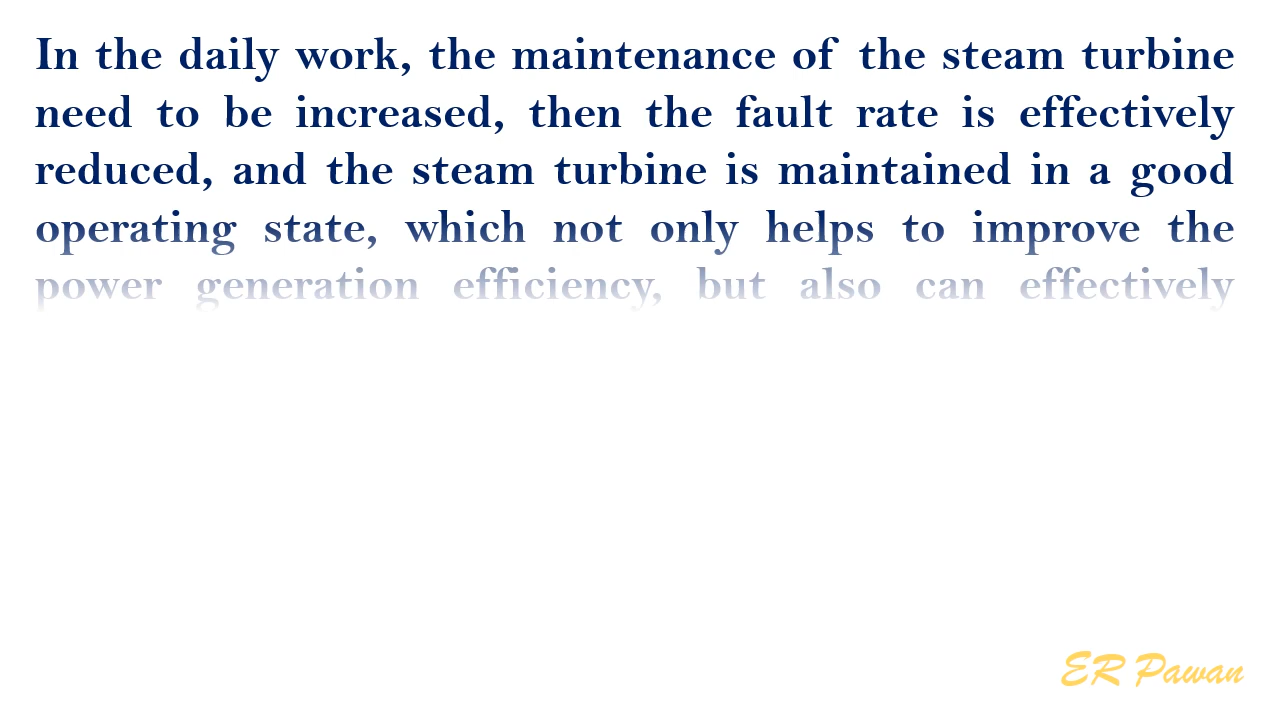 In the daily work, the maintenance of the steam turbine
need to be increased, then the fault rate is effectively
reduced, and the steam turbine is maintained in a good
operating state, which not only helps to improve the
power generation efficiency, but also can effectively
ER Pawan